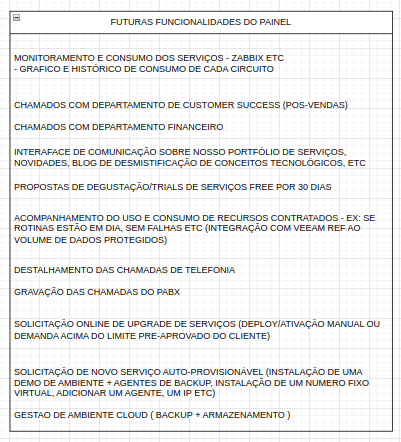 FUTURAS FUNCIONALIDADES DO PAINEL
MONITORAMENTO E CONSUMO DOS SERVIÇOS - ZABBIX ETC
- GRAFICO E HISTÓRICO DE CONSUMO DE CADA CIRCUITO
CHAMADOS COM DEPARTAMENTO DE CUSTOMER SUCCESS (POS-VENDAS)
CHAMADOS COM DEPARTAMENTO FINANCEIRO
INTERAFACE DE COMUNICAÇÃO SOBRE NOSSO PORTFÓLIO DE SERVIÇOS,
NOVIDADES, BLOG DE DESMISTIFICAÇÃO DE CONCEITOS TECNOLÓGICOS, ETC
PROPOSTAS DE DEGUSTAÇÃO/TRIALS DE SERVIÇOS FREE POR 30 DIAS
ACOMPANHAMENTO DO USO E CONSUMO DE RECURSOS CONTRATADOS - EX: SE
ROTINAS ESTÃO EM DIA, SEM FALHAS ETC (INTEGRAÇÃO COM VEEAM REF AO
VOLUME DE DADOS PROTEGIDOS)
DESTALHAMENTO DAS CHAMADAS DE TELEFONIA
GRAVAÇÃO DAS CHAMADAS DO PABX
SOLICITAÇÃO ONLINE DE UPGRADE DE SERVIÇOS (DEPLOY/ATIVAÇÃO MANUAL OU
DEMANDA ACIMA DO LIMITE PRE-APROVADO DO CLIENTE)
SOLICITAÇÃO DE NOVO SERVIÇO AUTO-PROVISIONÁVEL (INSTALAÇÃO DE UMA
DEMO DE AMBIENTE + AGENTES DE BACKUP, INSTALAÇÃO DE UM NUMERO FIXO
VIRTUAL, ADICIONAR UM AGENTE, UM IP ETC)
GESTAO DE AMBIENTE CLOUD ( BACKUP + ARMAZENAMENTO )